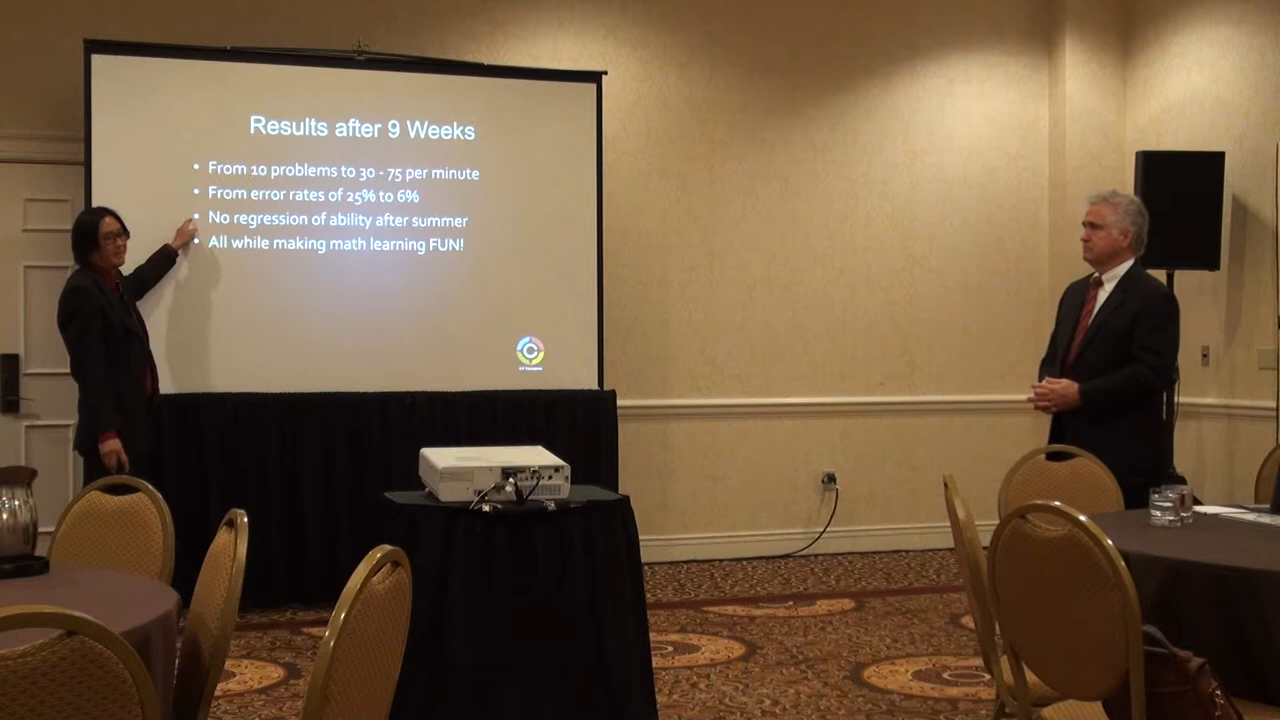 Results after 9 Weeks
• From 10 problems to 30 - 75 per minute
• From error rates of 25% to 6%
• No regression of ability after summer
• All while making math learning FUN!